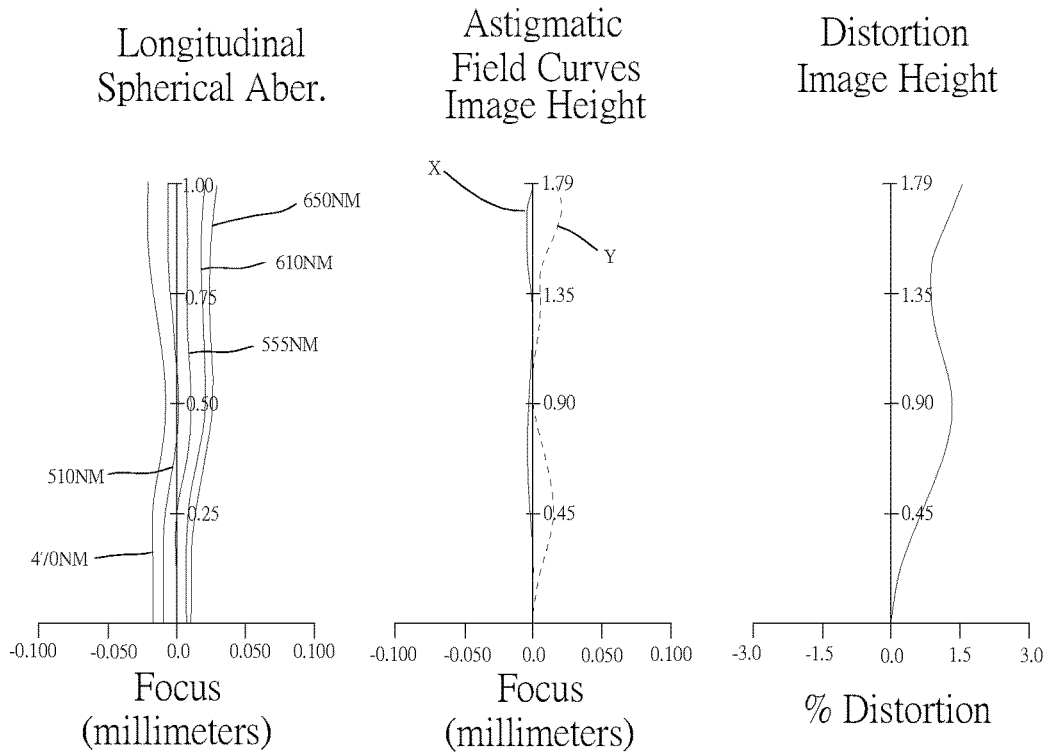 Longitudinal
Spherical Aber.
1.00
650NM
610NM
0.75
555NM
0.50
510NM
0.25
470NM
-0.100 -0.050 0.0 0.050 0.100
Focus
(millimeters)
Astigmatic
Field Curves
Image Height
X
1.79
Y
1.35
0.90
0.45
-0.100 -0.050 0.0 0.050 0.100
Focus
(millimeters)
Distortion
Image Height
1.79
1.35
0.90
0.45
-3.0 -1.5 0.0 1.5 3.0
% Distortion